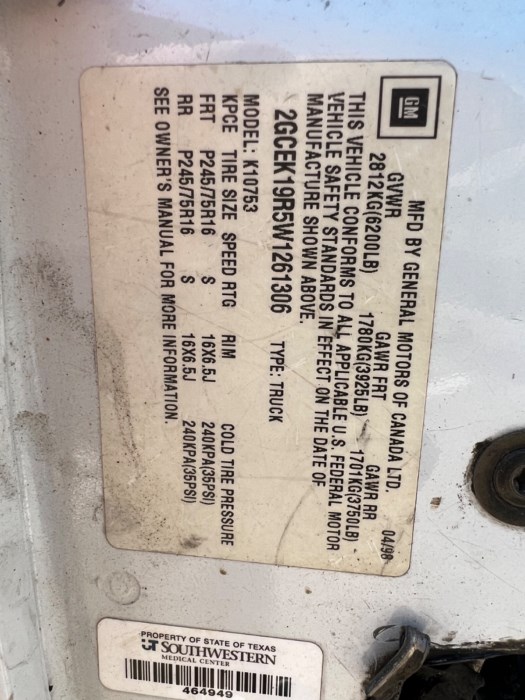 GM
MFD BY GENERAL MOTORS OF CANADA LTD. 04/98
GVWR GAWR FRT GAWR RR
2812KG(6200LB) 1780KG(3925LB) 1701KG(3750LB)
THIS VEHICLE CONFORMS TO ALL APPLICABLE U.S. FEDERAL MOTOR
VEHICLE SAFETY STANDARDS IN EFFECT ON THE DATE OF
MANUFACTURE SHOWN ABOVE.
2GCEK19R5W1261306 TYPE: TRUCK
MODEL: K10753
KPCE TIRE SIZE SPEED RTG RIM COLD TIRE PRESSURE
FRT P245/75R16 S 16X6.5J 240KPA(35PSI)
RR P245/75R16 S 16X6.5J 240KPA(35PSI)
SEE OWNER'S MANUAL FOR MORE INFORMATION.
PROPERTY OF STATE OF TEXAS
SOUTHWESTERN
MEDICAL CENTER
464949